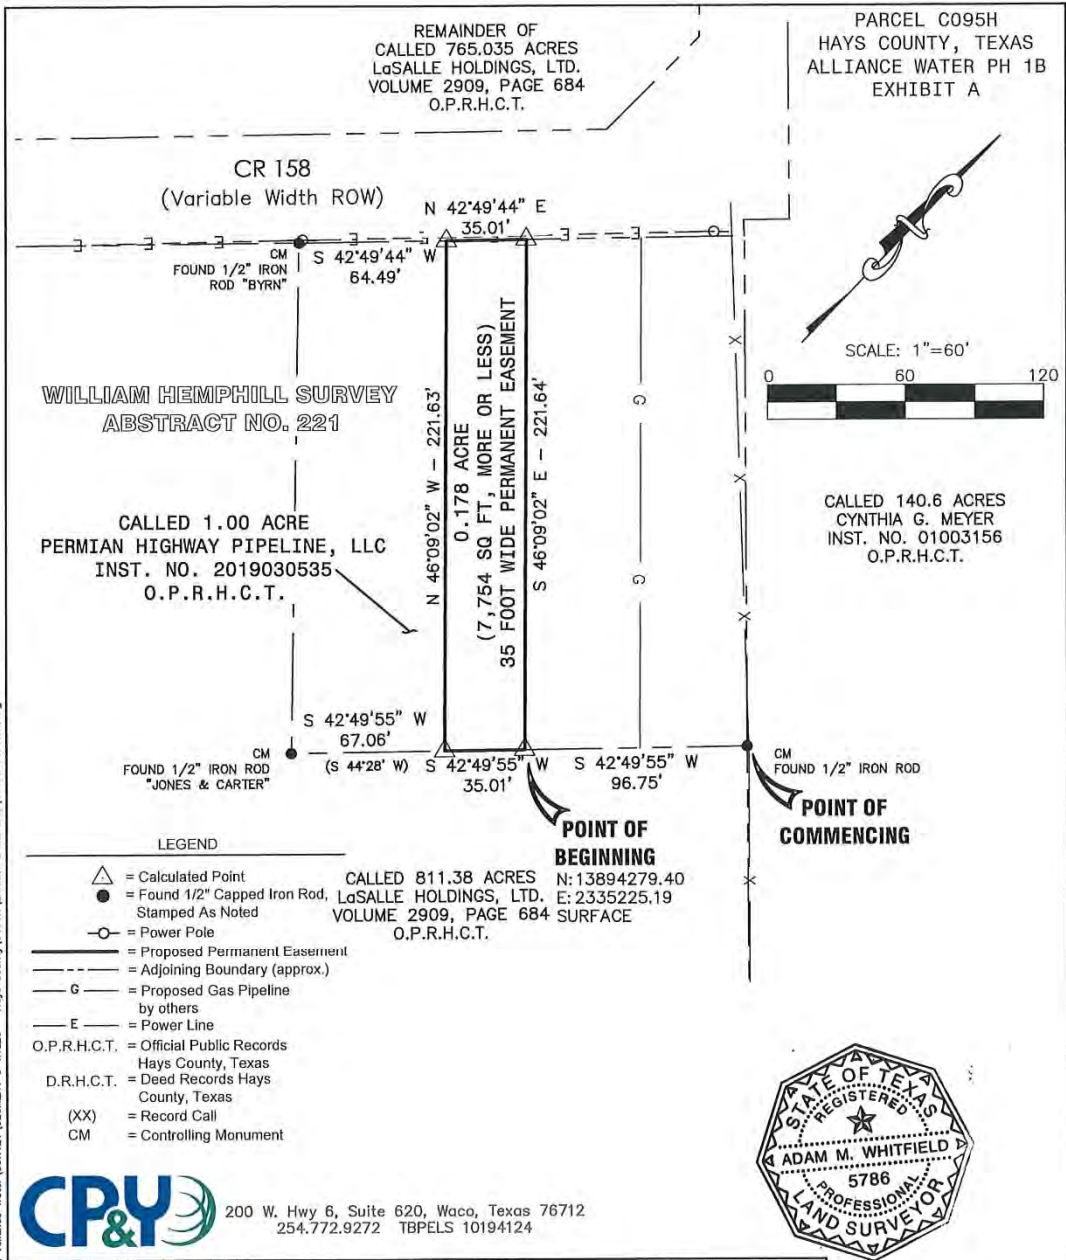 REMAINDER OF
CALLED 765.035 ACRES
LaSALLE HOLDINGS, LTD.
VOLUME 2909, PAGE 684
O.P.R.H.C.T.
PARCEL C095H
HAYS COUNTY, TEXAS
ALLIANCE WATER PH 1B
EXHIBIT A
CR 158
(Variable Width ROW)
N 42°49'44" E
35.01'
E E E E E E
CM
FOUND 1/2" IRON
ROD "BYRN"
S 42°49'44" W
64.49'
N
SCALE: 1"=60'
0 60 120
WILLIAM HEMPHILL SURVEY
ABSTRACT NO. 221
N 46°09'02" W - 221.63'
0.178 ACRE
(7,754 SQ FT, MORE OR LESS)
35 FOOT WIDE PERMANENT EASEMENT
S 46°09'02" E - 221.64'
G
G
X
X
X
X
CALLED 1.00 ACRE
PERMIAN HIGHWAY PIPELINE, LLC
INST. NO. 2019030535
O.P.R.H.C.T.
CALLED 140.6 ACRES
CYNTHIA G. MEYER
INST. NO. 01003156
O.P.R.H.C.T.
S 42°49'55" W
67.06'
(S 44°28' W)
CM
FOUND 1/2" IRON ROD
"JONES & CARTER"
S 42°49'55" W
35.01'
S 42°49'55" W
96.75'
CM
FOUND 1/2" IRON ROD
POINT OF
COMMENCING
POINT OF
BEGINNING
N:13894279.40
E:2335225.19
SURFACE
CALLED 811.38 ACRES
LaSALLE HOLDINGS, LTD.
VOLUME 2909, PAGE 684
O.P.R.H.C.T.
LEGEND
= Calculated Point
= Found 1/2" Capped Iron Rod,
Stamped As Noted
= Power Pole
= Proposed Permanent Easement
= Adjoining Boundary (approx.)
G = Proposed Gas Pipeline
by others
E = Power Line
O.P.R.H.C.T. = Official Public Records
Hays County, Texas
D.R.H.C.T. = Deed Records Hays
County, Texas
(XX) = Record Call
CM = Controlling Monument
CP&Y
200 W. Hwy 6, Suite 620, Waco, Texas 76712
254.772.9272 TBPELS 10194124
STATE OF TEXAS
REGISTERED
ADAM M. WHITFIELD
5786
PROFESSIONAL
LAND SURVEYOR